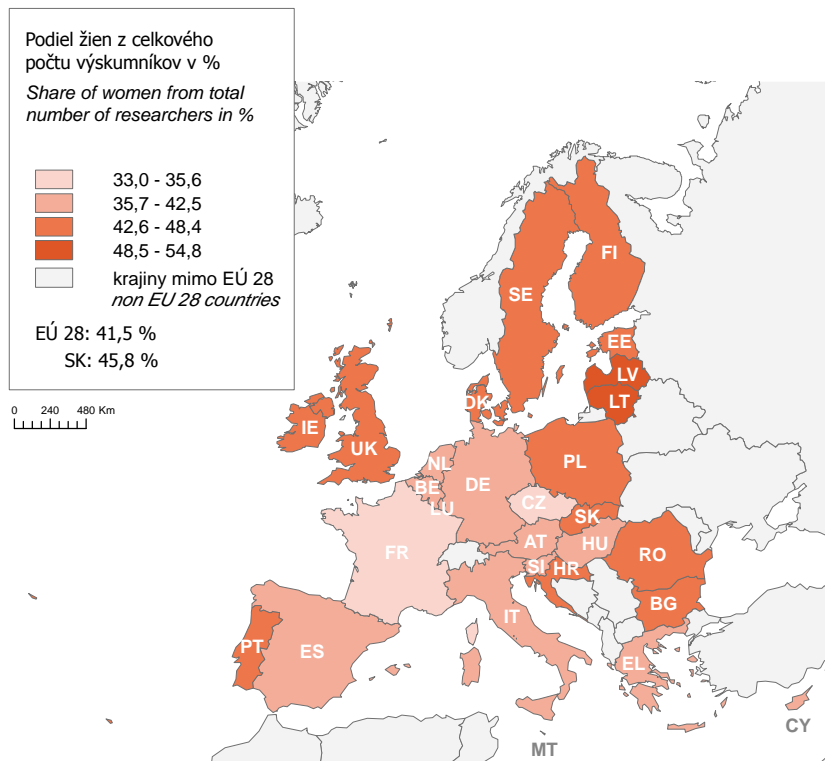 Podiel žien z celkového
počtu výskumníkov v %
Share of women from total
number of researchers in %
33,0 - 35,6
35,7 - 42,5
42,6 - 48,4
48,5 - 54,8
krajiny mimo EÚ 28
non EU 28 countries
EÚ 28: 41,5 %
SK: 45,8 %
0 240 480 Km
FI
SE
EE
LV
LT
DK
IE
UK
NL
PL
BE
DE
LU
CZ
SK
FR
AT
HU
SI
HR
RO
BG
IT
PT
ES
EL
CY
MT